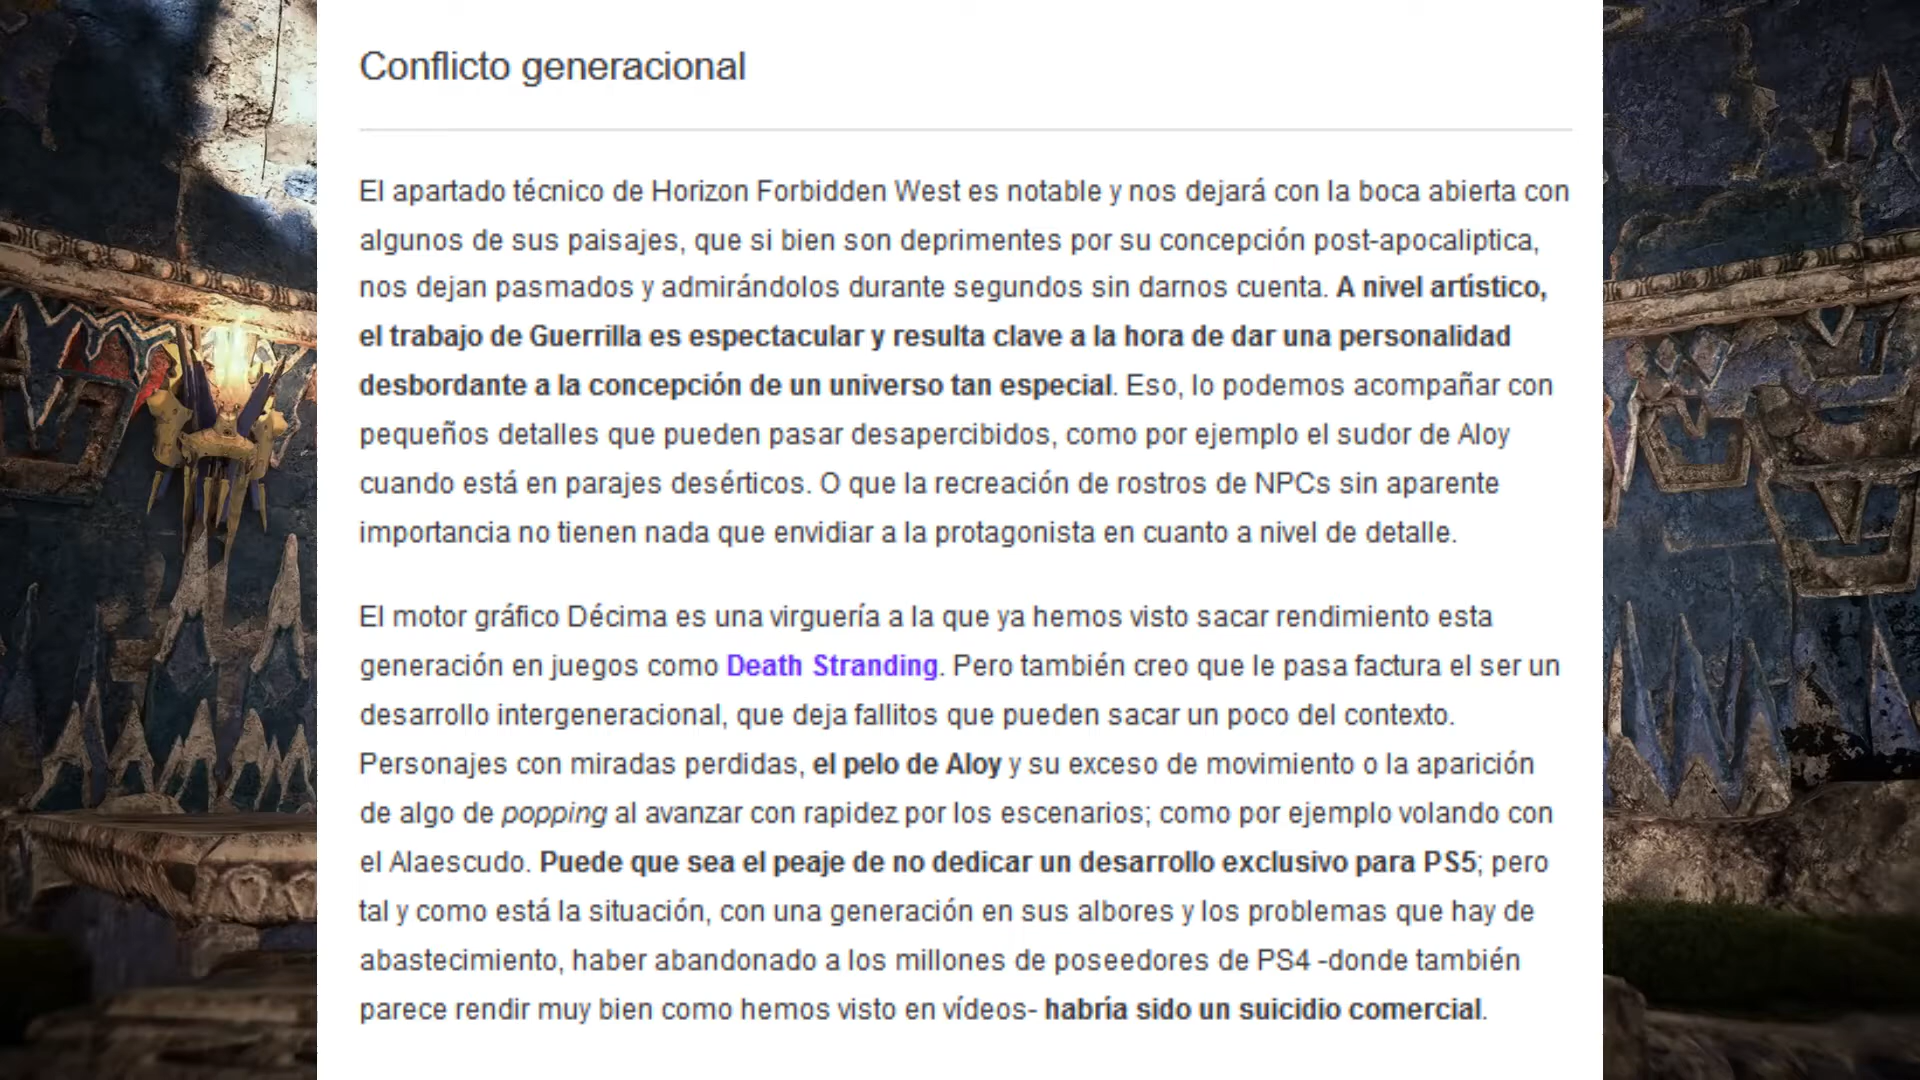 Conflicto generacional
El apartado técnico de Horizon Forbidden West es notable y nos dejará con la boca abierta con
algunos de sus paisajes, que si bien son deprimentes por su concepción post-apocaliptica,
nos dejan pasmados y admirándolos durante segundos sin darnos cuenta. A nivel artístico,
el trabajo de Guerrilla es espectacular y resulta clave a la hora de dar una personalidad
desbordante a la concepción de un universo tan especial. Eso, lo podemos acompañar con
pequeños detalles que pueden pasar desapercibidos, como por ejemplo el sudor de Aloy
cuando está en parajes desérticos. O que la recreación de rostros de NPCs sin aparente
importancia no tienen nada que envidiar a la protagonista en cuanto a nivel de detalle.
El motor gráfico Décima es una virguería a la que ya hemos visto sacar rendimiento esta
generación en juegos como Death Stranding. Pero también creo que le pasa factura el ser un
desarrollo intergeneracional, que deja fallitos que pueden sacar un poco del contexto.
Personajes con miradas perdidas, el pelo de Aloy y su exceso de movimiento o la aparición
de algo de popping al avanzar con rapidez por los escenarios; como por ejemplo volando con
el Alaescudo. Puede que sea el peaje de no dedicar un desarrollo exclusivo para PS5; pero
tal y como está la situación, con una generación en sus albores y los problemas que hay de
abastecimiento, haber abandonado a los millones de poseedores de PS4 -donde también
parece rendir muy bien como hemos visto en vídeos- habría sido un suicidio comercial.